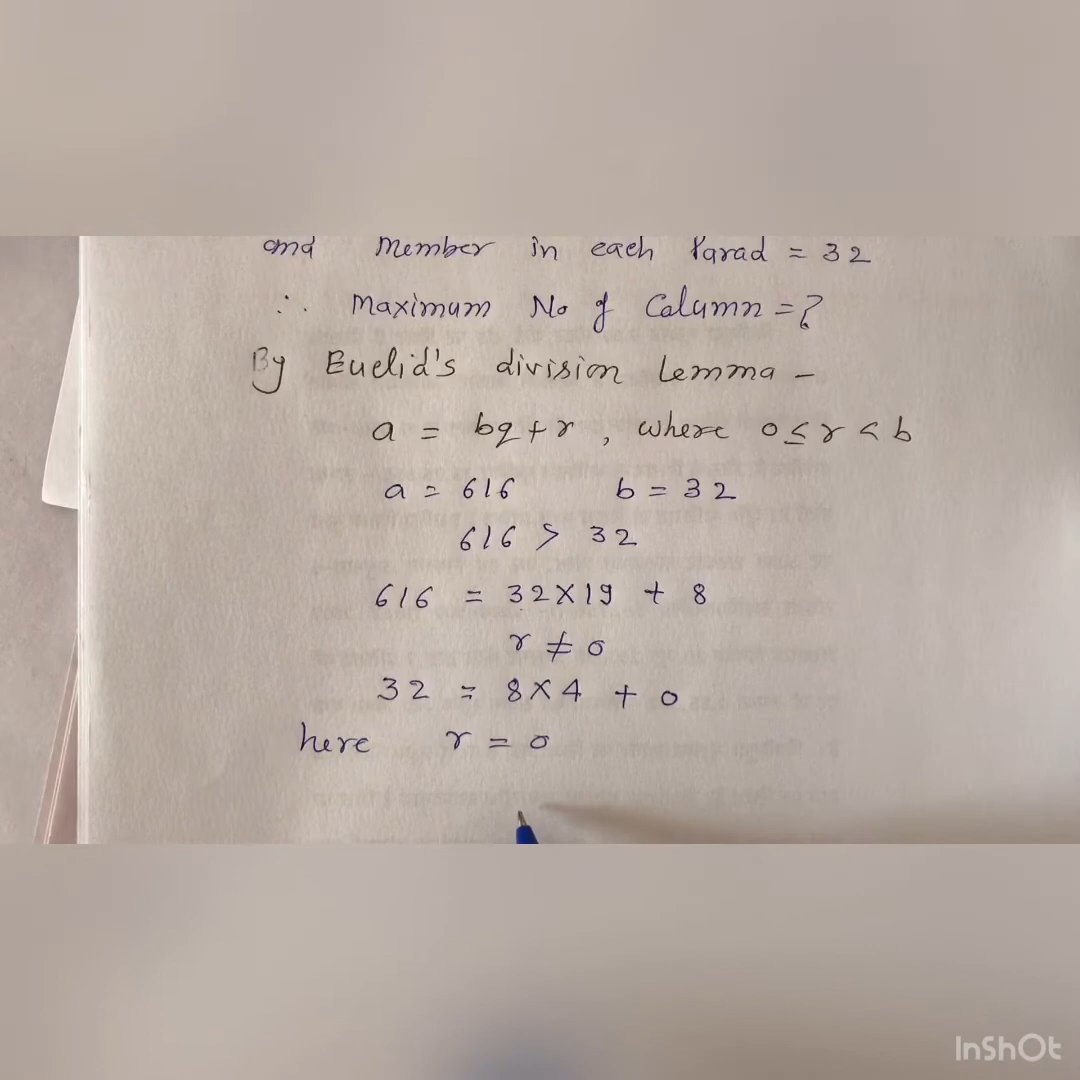 and Member in each Parad = 32
∴ Maximum No of Column = ?
By Euclid's division Lemma -
a = bq + r , where 0 ≤ r < b
a = 616 b = 32
616 > 32
616 = 32 × 19 + 8
r ≠ 0
32 = 8 × 4 + 0
here r = 0
InShOt